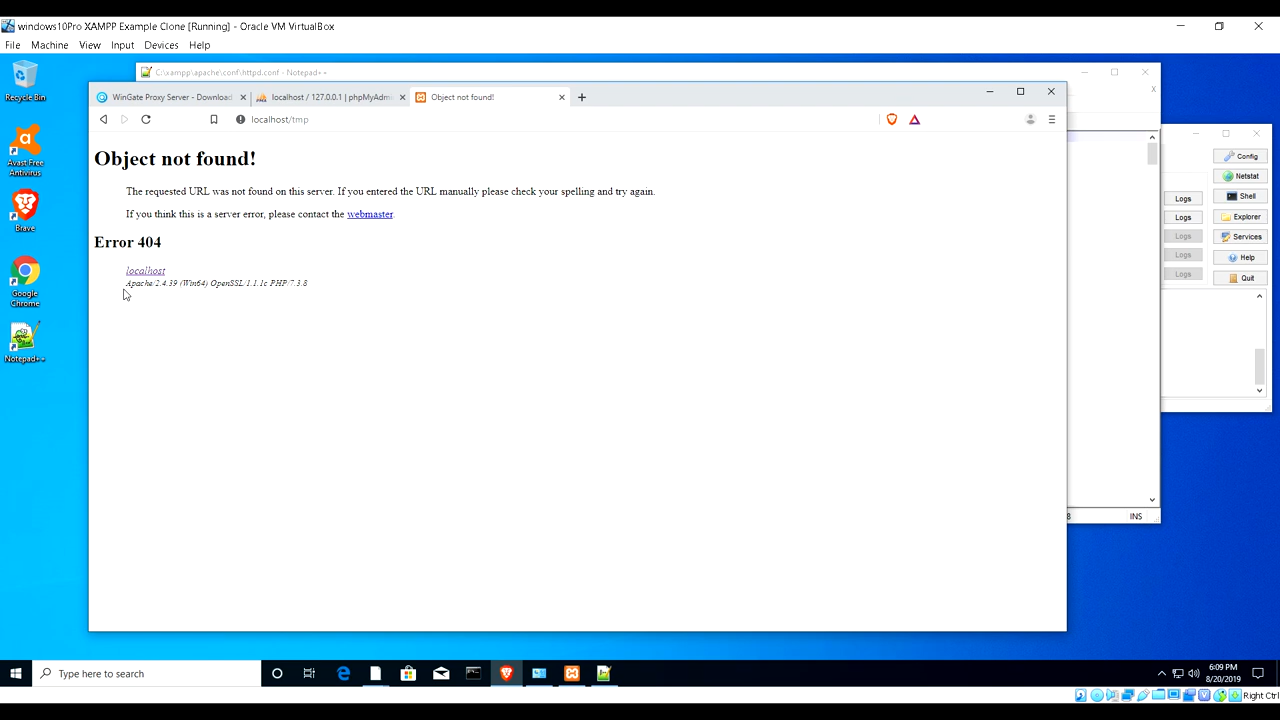 windows10Pro XAMPP Example Clone [Running] - Oracle VM VirtualBox
File Machine View Input Devices Help
Recycle Bin
Avast Free Antivirus
Brave
Google Chrome
Notepad++
C:\xampp\apache\conf\httpd.conf - Notepad++
WinGate Proxy Server - Download
localhost / 127.0.0.1 | phpMyAdm
Object not found!
localhost/tmp
Object not found!
The requested URL was not found on this server. If you entered the URL manually please check your spelling and try again.
If you think this is a server error, please contact the webmaster.
Error 404
localhost
Apache/2.4.39 (Win64) OpenSSL/1.1.1c PHP/7.3.8
Config
Netstat
Logs Shell
Logs Explorer
Logs Services
Logs Help
Logs Quit
8 INS
Type here to search
6:09 PM
8/20/2019
Right Ctrl